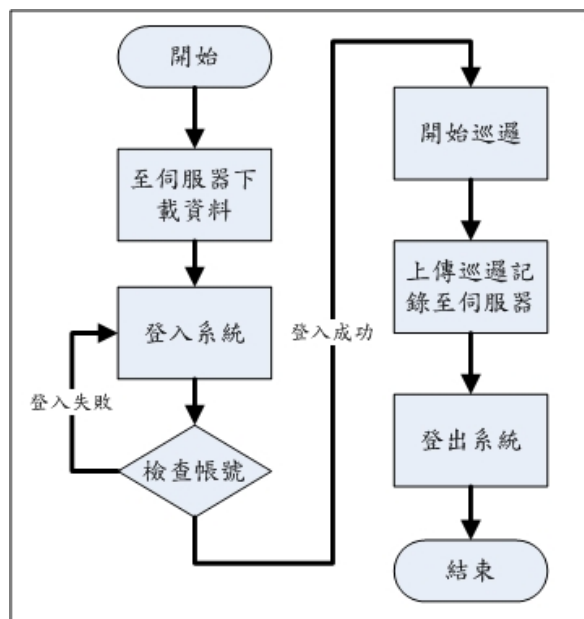 開始
至伺服器下
載資料
登入系統
登入失敗
檢查帳號
登入成功
開始巡邏
上傳巡邏記
錄至伺服器
登出系統
結束